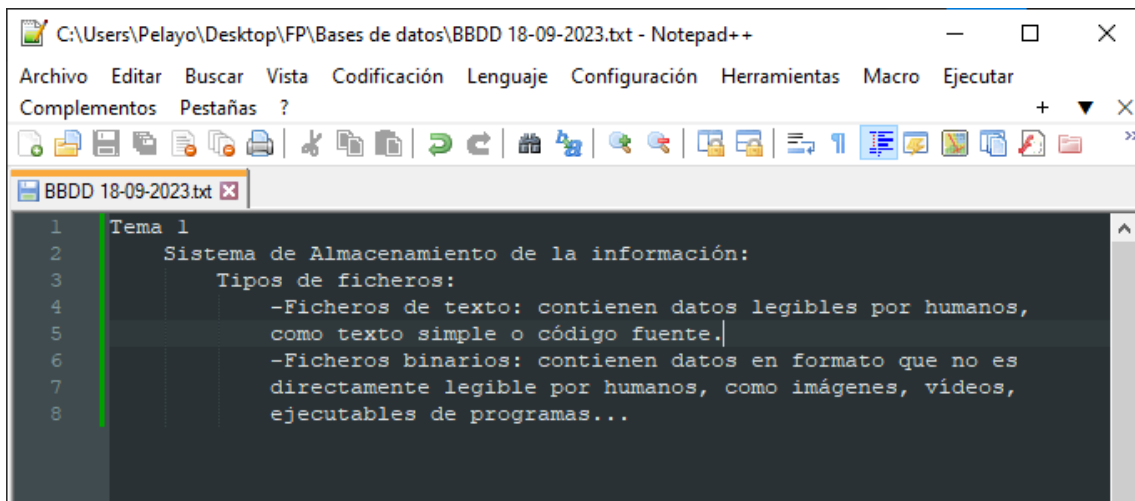 C:\Users\Pelayo\Desktop\FP\Bases de datos\BBDD 18-09-2023.txt - Notepad++
Archivo Editar Buscar Vista Codificación Lenguaje Configuración Herramientas Macro Ejecutar
Complementos Pestañas ?
BBDD 18-09-2023.txt
1 Tema 1
2 Sistema de Almacenamiento de la información:
3 Tipos de ficheros:
4 -Ficheros de texto: contienen datos legibles por humanos,
5 como texto simple o código fuente.
6 -Ficheros binarios: contienen datos en formato que no es
7 directamente legible por humanos, como imágenes, vídeos,
8 ejecutables de programas...